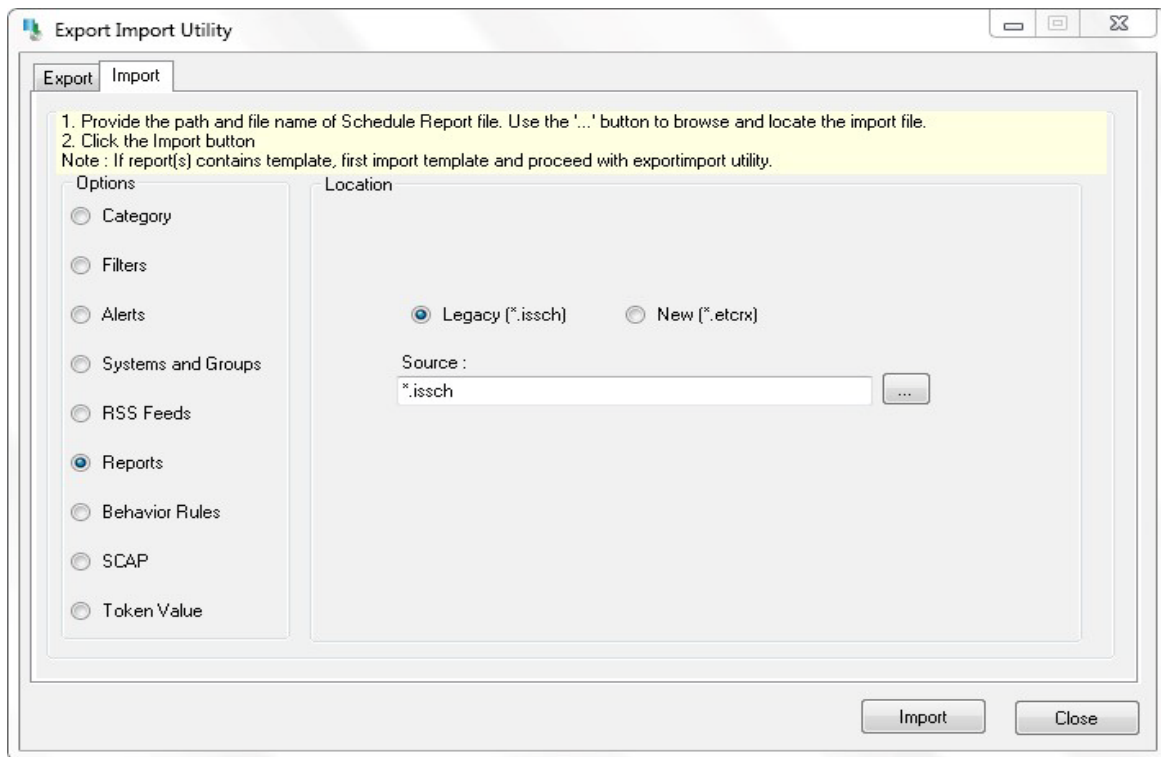 Export Import Utility
Export
Import
1. Provide the path and file name of Schedule Report file. Use the '...' button to browse and locate the import file.
2. Click the Import button
Note : If report(s) contains template, first import template and proceed with exportimport utility.
Options
Location
Category
Filters
Alerts
Legacy (*.issch)
New (*.etcrx)
Systems and Groups
Source :
*.issch
...
RSS Feeds
Reports
Behavior Rules
SCAP
Token Value
Import
Close